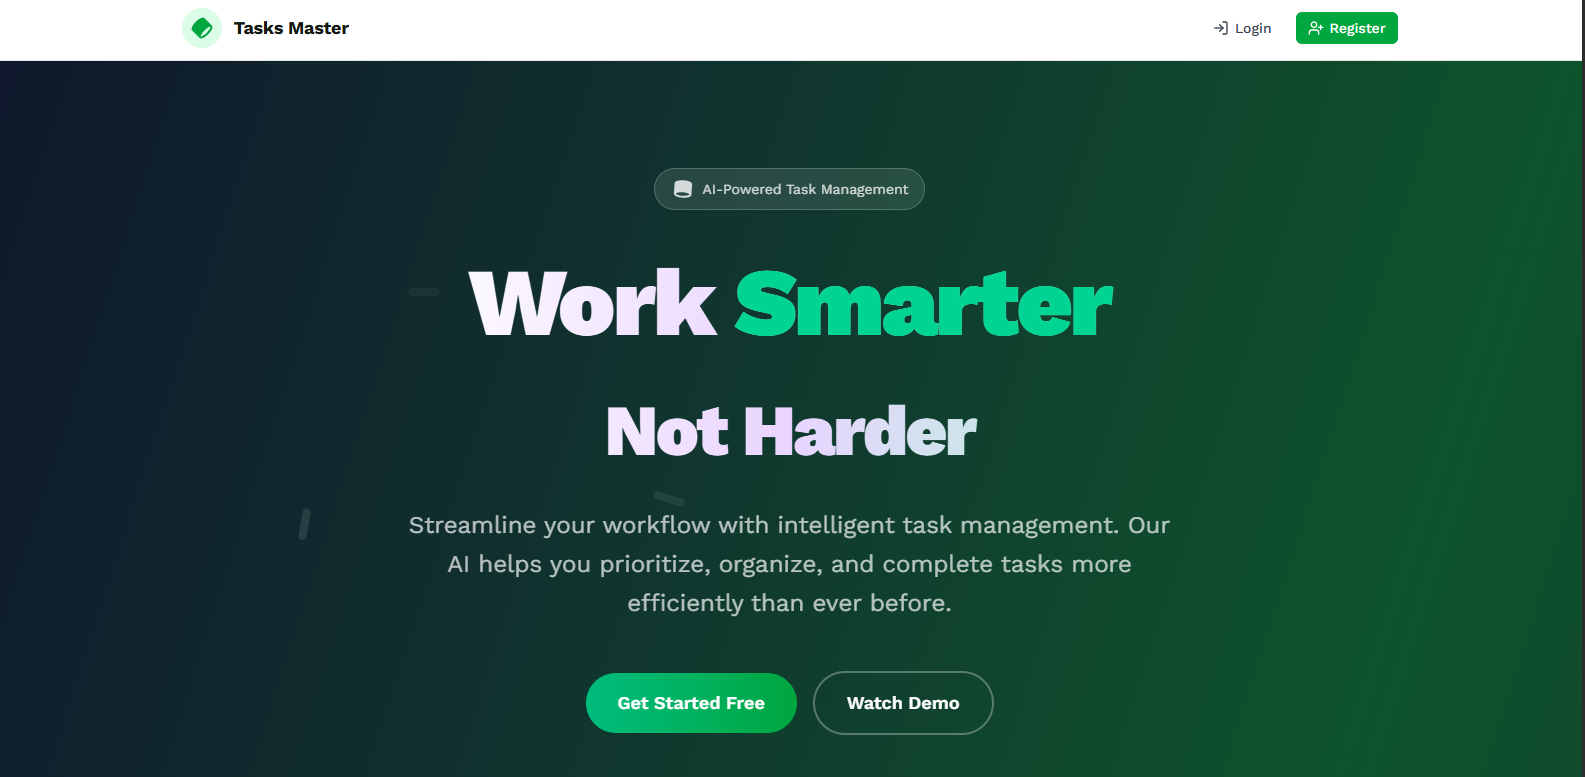 Tasks Master
Login
Register
AI-Powered Task Management
Work Smarter
Not Harder
Streamline your workflow with intelligent task management. Our
AI helps you prioritize, organize, and complete tasks more
efficiently than ever before.
Get Started Free
Watch Demo